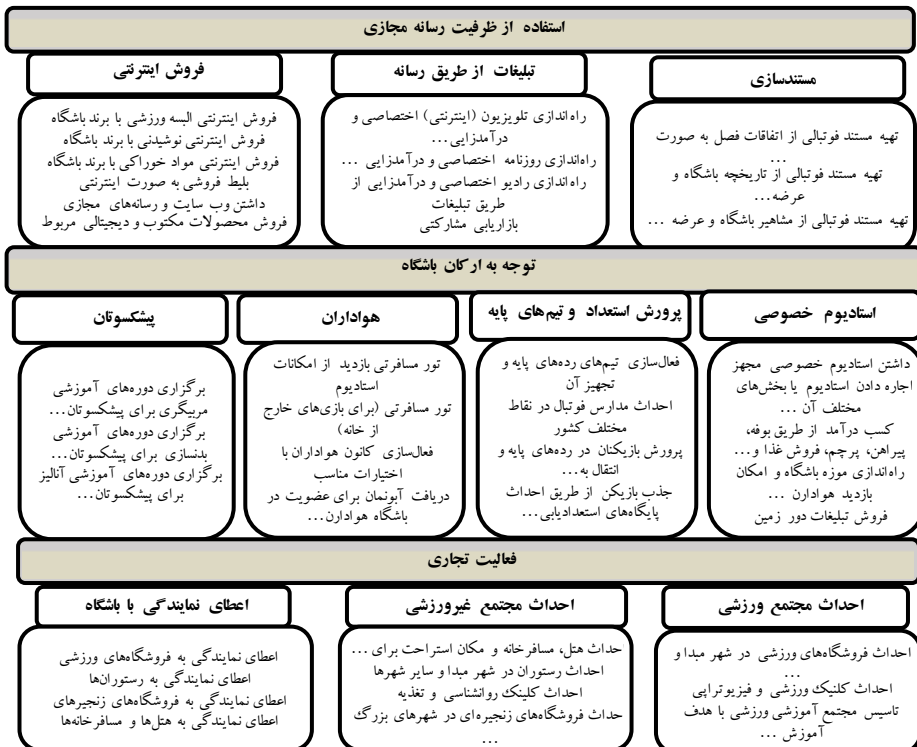 استفاده از ظرفیت رسانه مجازی
مستندسازی
تهیه مستند فوتبالی از اتفاقات فصل به صورت
...
تهیه مستند فوتبالی از تاریخچه باشگاه و
عرضه...
تهیه مستند فوتبالی از مشاهیر باشگاه و عرضه ...
تبلیغات از طریق رسانه
راه اندازی تلویزیون (اینترنتی) اختصاصی و
درآمدزایی...
راه‌اندازی روزنامه اختصاصی و درآمدزایی ...
راه اندازی رادیو اختصاصی و درآمدزایی از
طریق تبلیغات
بازاریابی مشارکتی
فروش اینترنتی
فروش اینترنتی البسه ورزشی با برند باشگاه
فروش اینترنتی نوشیدنی با برند باشگاه
فروش اینترنتی مواد خوراکی با برند باشگاه
بلیط فروشی به صورت اینترنتی
داشتن وب سایت و رسانه‌های مجازی
فروش محصولات مکتوب و دیجیتالی مربوط
توجه به ارکان باشگاه
استادیوم خصوصی
داشتن استادیوم خصوصی مجهز
اجاره دادن استادیوم یا بخش‌های
مختلف آن ...
کسب درآمد از طریق بوفه،
پیراهن، پرچم، فروش غذا و...
راه‌اندازی موزه باشگاه و امکان
بازدید هوادارن ...
فروش تبلیغات دور زمین
پرورش استعداد و تیم‌های پایه
فعال‌سازی تیم‌های رده‌های پایه و
تجهیز آن
احداث مدارس فوتبال در نقاط
مختلف کشور
پرورش بازیکنان در رده‌های پایه و
انتقال به...
جذب بازیکن از طریق احداث
پایگاه‌های استعدادیابی...
هواداران
تور مسافرتی بازدید از امکانات
استادیوم
تور مسافرتی (برای بازی‌های خارج
از خانه)
فعال‌سازی کانون هواداران با
اختیارات مناسب
دریافت آبونمان برای عضویت در
باشگاه هوادارن...
پیشکسوتان
برگزاری دوره‌های آموزشی
مربیگری برای پیشکسوتان...
برگزاری دوره‌های آموزشی
بدنسازی برای پیشکسوتان...
برگزاری دوره‌های آموزشی آنالیز
برای پیشکسوتان...
فعالیت تجاری
احداث مجتمع ورزشی
احداث فروشگاه‌های ورزشی در شهر مبدا و
...
احداث کلنیک ورزشی و فیزیوتراپی
تاسیس مجتمع آموزشی ورزشی با هدف
آموزش ...
احداث مجتمع غیرورزشی
حداث هتل، مسافرخانه و مکان استراحت برای ...
احداث رستوران در شهر مبدا و سایر شهرها
احداث کلینک روانشناسی و تغذیه
حداث فروشگاه‌های زنجیره‌ای در شهرهای بزرگ
...
اعطای نمایندگی با باشگاه
اعطای نمایندگی به فروشگاه‌های ورزشی
اعطای نمایندگی به رستوران‌ها
اعطای نمایندگی به فروشگاه‌های زنجیرهای
اعطای نمایندگی به هتل‌ها و مسافرخانه‌ها